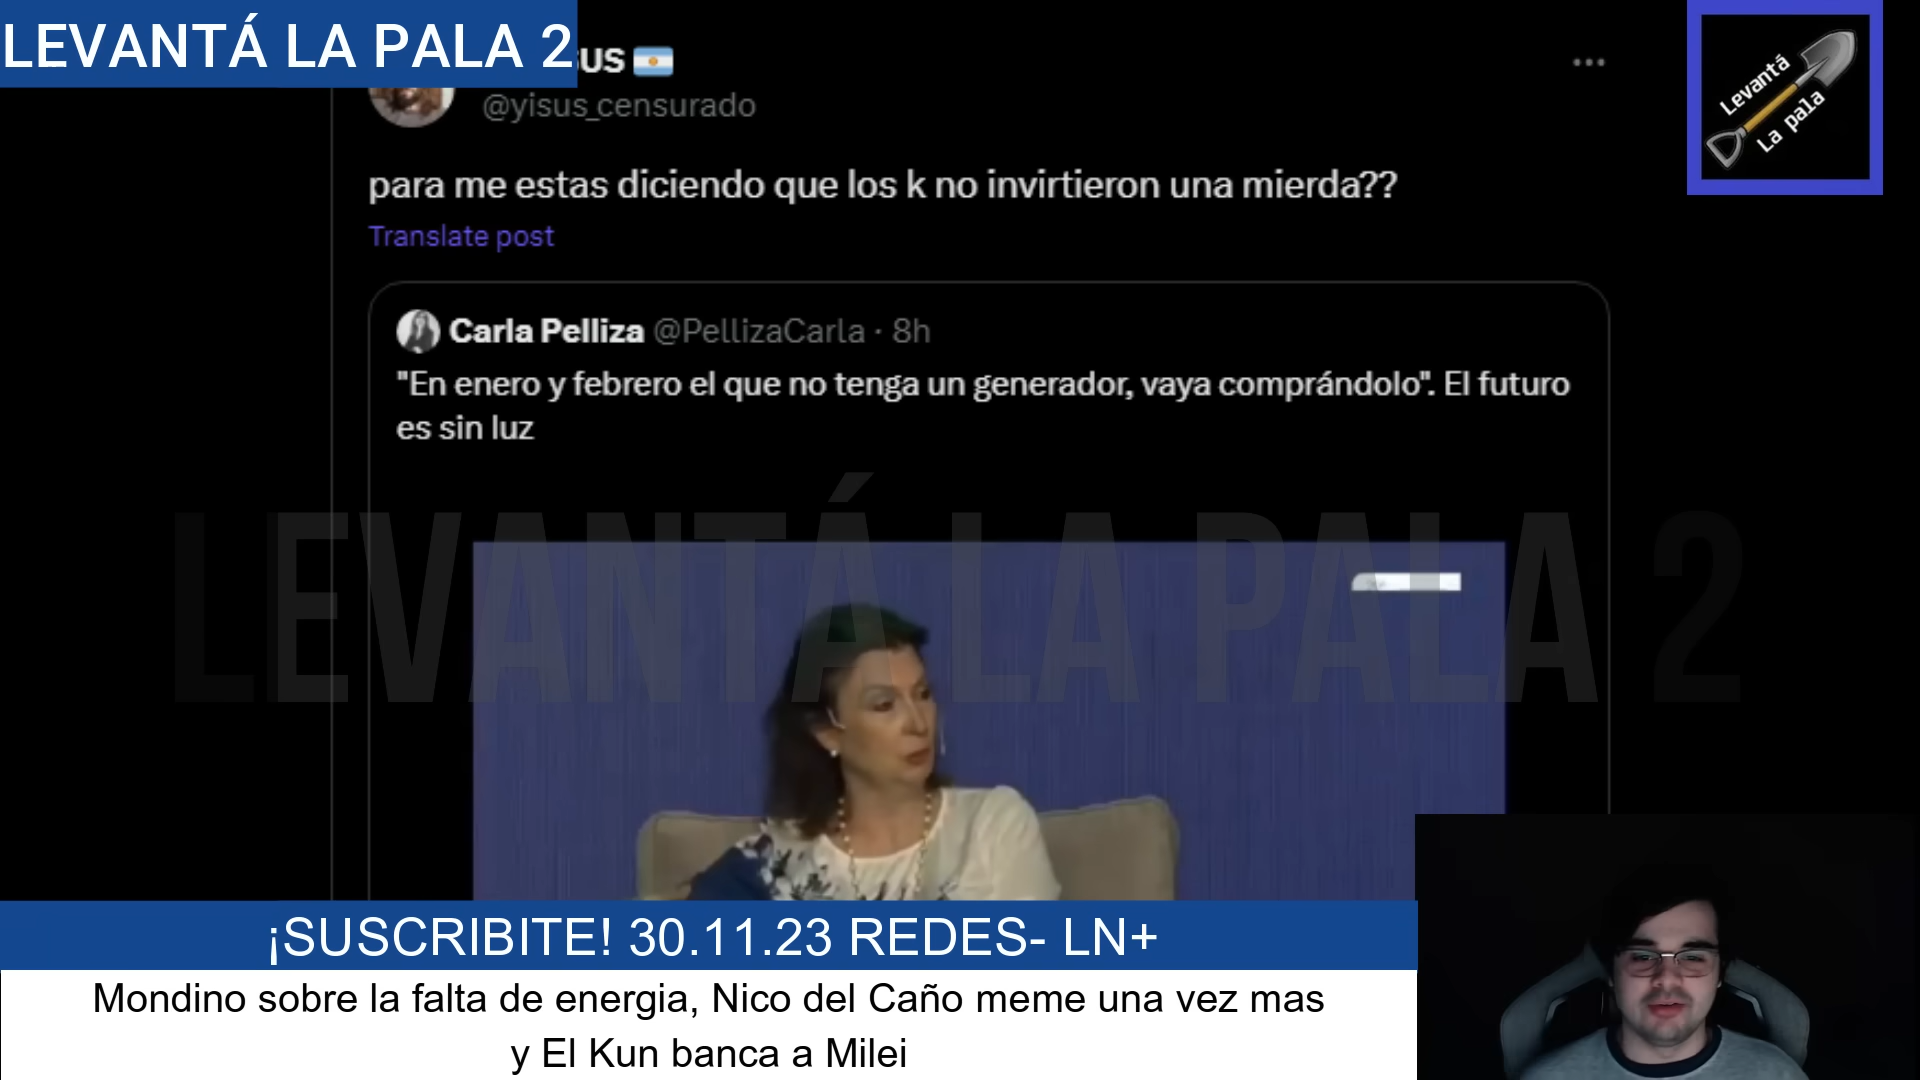 LEVANTÁ LA PALA 2
US
@yisus_censurado
Levantá
La pala
para me estas diciendo que los k no invirtieron una mierda??
Translate post
Carla Pelliza @PellizaCarla · 8h
"En enero y febrero el que no tenga un generador, vaya comprándolo". El futuro
es sin luz
LEVANTÁ LA PALA 2
¡SUSCRIBITE! 30.11.23 REDES- LN+
Mondino sobre la falta de energia, Nico del Caño meme una vez mas
y El Kun banca a Milei